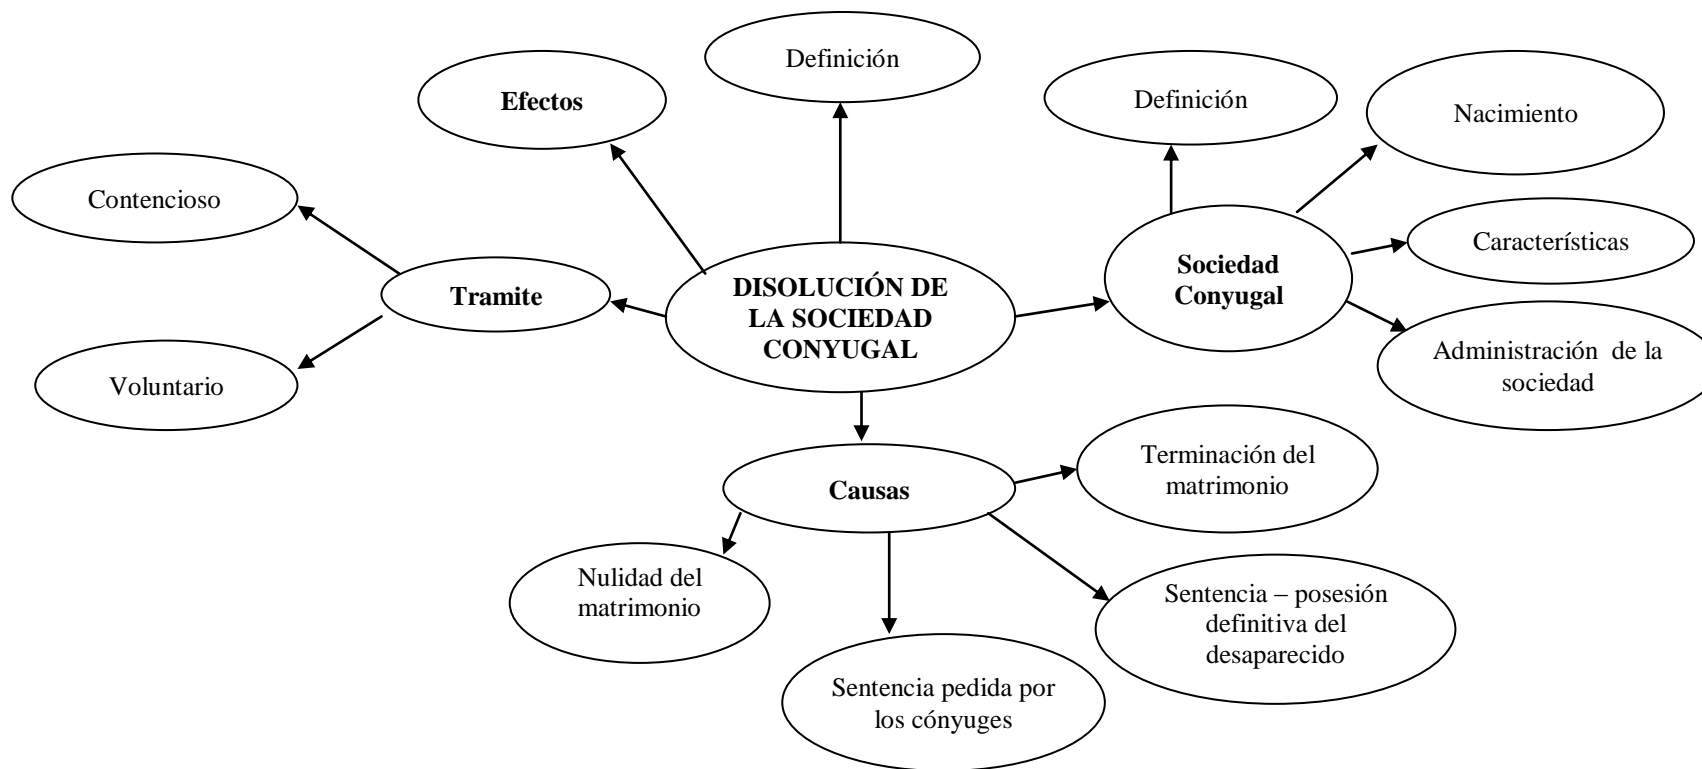 Definición
Efectos
Definición
Nacimiento
Contencioso
Características
Sociedad
Conyugal
Tramite
DISOLUCIÓN DE
LA SOCIEDAD
CONYUGAL
Administración  de la
sociedad
Voluntario
Terminación del
matrimonio
Causas
Nulidad del
matrimonio
Sentencia – posesión
definitiva del
desaparecido
Sentencia pedida por
los cónyuges